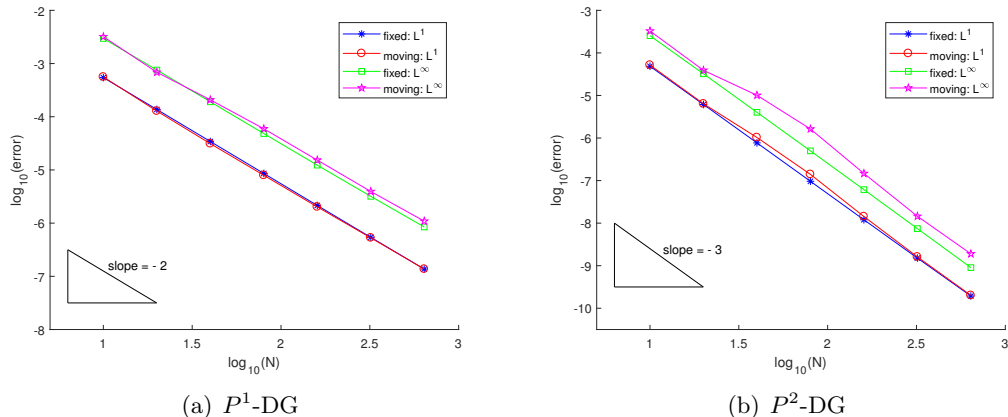 -2
-3
-4
-5
-6
-7
-8
log₁₀(error)
fixed: L¹
moving: L¹
fixed: L^∞
moving: L^∞
slope = - 2
1
1.5
2
2.5
3
log₁₀(N)
(a) P¹-DG
-3
-4
-5
-6
-7
-8
-9
-10
log₁₀(error)
fixed: L¹
moving: L¹
fixed: L^∞
moving: L^∞
slope = - 3
1
1.5
2
2.5
3
log₁₀(N)
(b) P²-DG